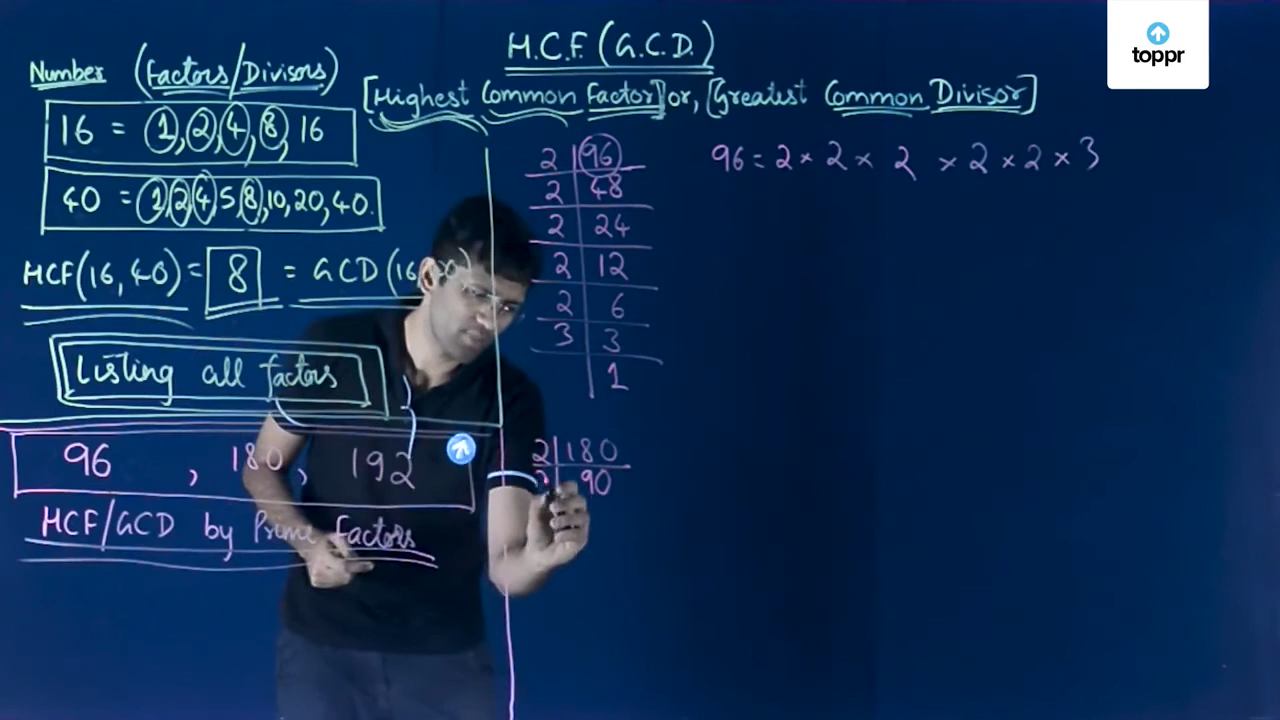 H.C.F. (G.C.D.)
[Highest Common Factor] or, [Greatest Common Divisor]
toppr
Number (Factors/Divisors)
16 = 1, 2, 4, 8, 16
40 = 1, 2, 4, 5, 8, 10, 20, 40.
HCF (16, 40) = 8 = GCD (16,
Listing all factors
96, 180, 192
HCF/GCD by Prime factors
2 | 96
2 | 48
2 | 24
2 | 12
2 | 6
3 | 3
1
2 | 180
90
96 = 2 × 2 × 2 × 2 × 2 × 3